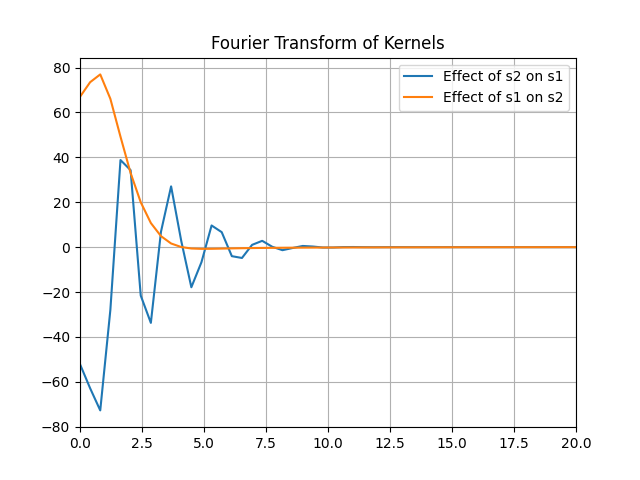 Fourier Transform of Kernels
Effect of s2 on s1
Effect of s1 on s2
80
60
40
20
0
−20
−40
−60
−80
0.0 2.5 5.0 7.5 10.0 12.5 15.0 17.5 20.0